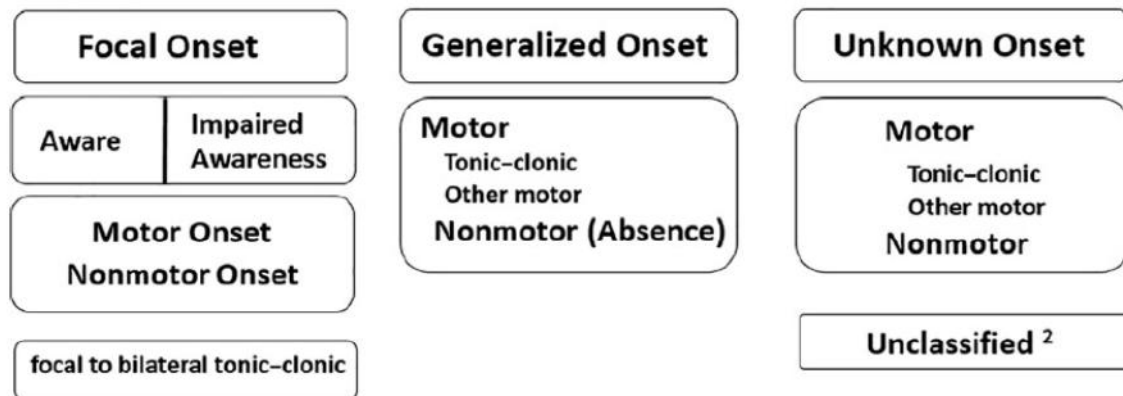 Focal Onset
Aware
Impaired
Awareness
Motor Onset
Nonmotor Onset
focal to bilateral tonic–clonic
Generalized Onset
Motor
Tonic–clonic
Other motor
Nonmotor (Absence)
Unknown Onset
Motor
Tonic–clonic
Other motor
Nonmotor
Unclassified ²